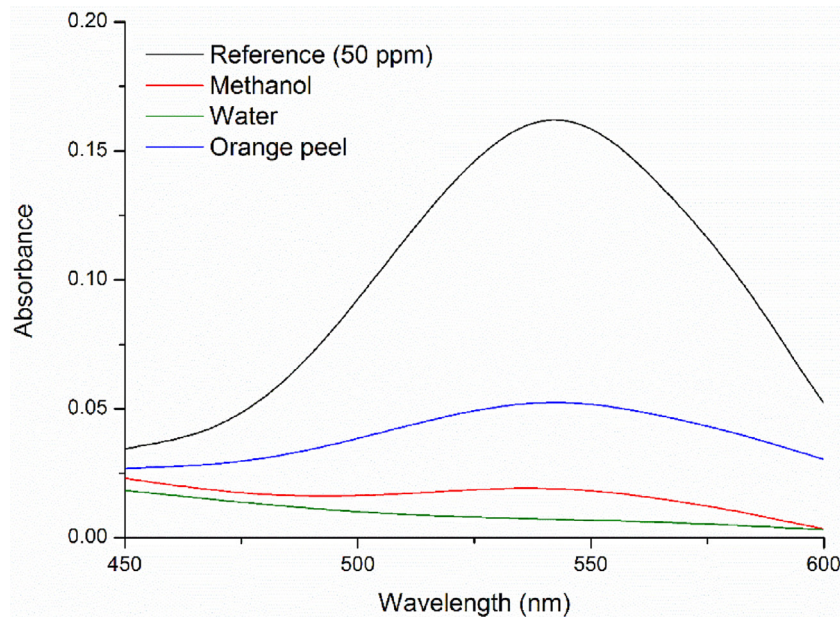 0.20
Reference (50 ppm)
Methanol
Water
Orange peel
0.15
0.10
0.05
0.00
Absorbance
450
500
550
600
Wavelength (nm)